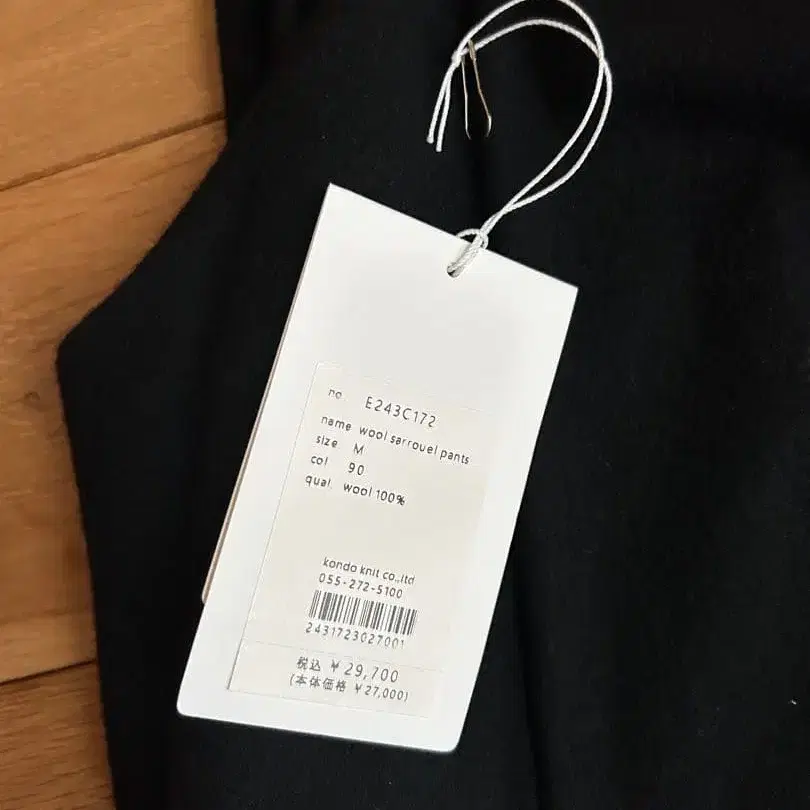 no. E243C172
name wool sarrouel pants
size M
col 90
qual. wool 100%
kondo knit co.,ltd
055-272-5100
2431723027001
税込 ￥29,700
(本体価格 ￥27,000)